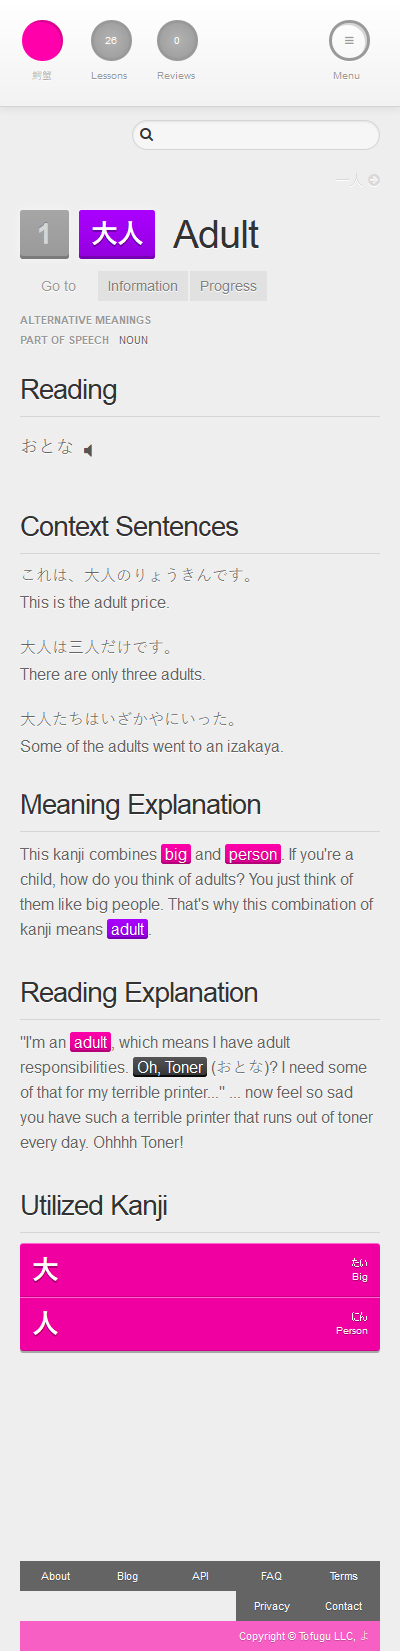 26
0
鰐蟹
Lessons
Reviews
Menu
一人
1
大人
Adult
Go to
Information
Progress
ALTERNATIVE MEANINGS
PART OF SPEECH NOUN
Reading
おとな
Context Sentences
これは、大人のりょうきんです。
This is the adult price.
大人は三人だけです。
There are only three adults.
大人たちはいざかやにいった。
Some of the adults went to an izakaya.
Meaning Explanation
This kanji combines big and person. If you're a
child, how do you think of adults? You just think of
them like big people. That's why this combination of
kanji means adult.
Reading Explanation
"I'm an adult, which means I have adult
responsibilities. Oh, Toner (おとな)? I need some
of that for my terrible printer..." ... now feel so sad
you have such a terrible printer that runs out of toner
every day. Ohhhh Toner!
Utilized Kanji
大
たい
Big
人
にん
Person
About Blog API FAQ Terms
Privacy Contact
Copyright © Tofugu LLC, よ